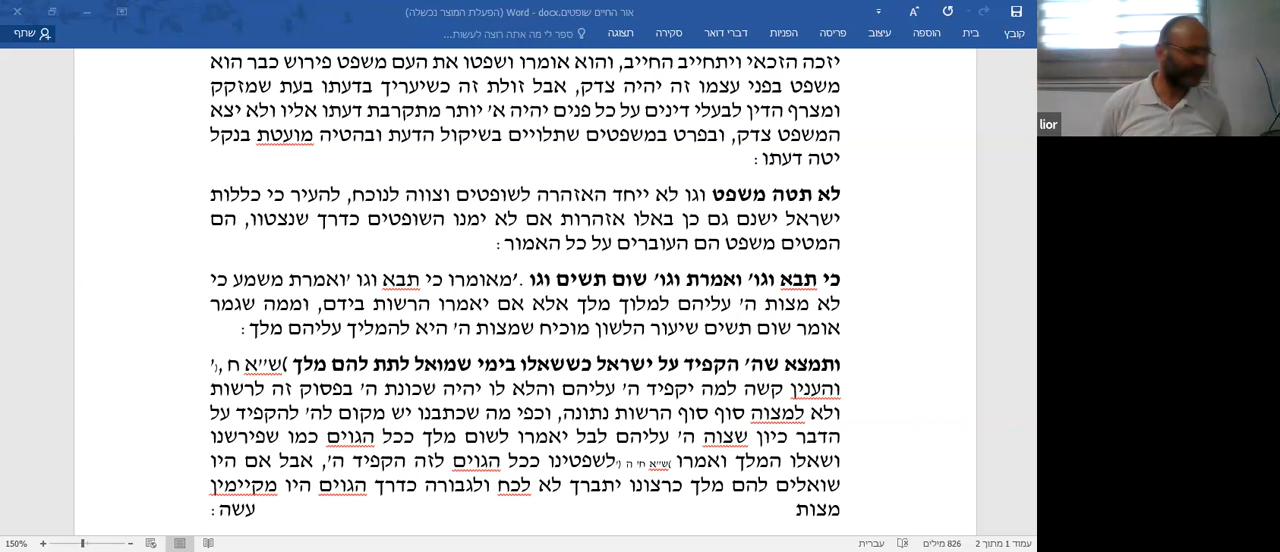 אור החיים שופטים.docx - Word (הפעלת המוצר נכשלה)
קובץ בית הוספה עיצוב פריסה הפניות דברי דואר סקירה תצוגה ספר לי מה אתה רוצה לעשות... שתף
יזכה הזכאי ויתחייב החייב, והוא אומרו ושפטו את העם משפט פירוש כבר הוא
משפט בפני עצמו זה יהיה צדק, אבל זולת זה כשיעריך בדעתו בעת שמזקק
ומצרף הדין לבעלי דינים על כל פנים יהיה א' יותר מתקרבת דעתו אליו ולא יצא
המשפט צדק, ובפרט במשפטים שתלויים בשיקול הדעת ובהטיה מועטת בנקל
יטה דעתו :
לא תטה משפט וגו לא ייחד האזהרה לשופטים וצווה לנוכח, להעיר כי כללות
ישראל ישנם גם כן באלו אזהרות אם לא ימנו השופטים כדרך שנצטוו, הם
המטים משפט הם העוברים על כל האמור :
כי תבא וגו' ואמרת וגו' שום תשים וגו .'מאומרו כי תבא וגו 'ואמרת משמע כי
לא מצות ה' עליהם למלוך מלך אלא אם יאמרו הרשות בידם, וממה שגמר
אומר שום תשים שיעור הלשון מוכיח שמצות ה' היא להמליך עליהם מלך :
ותמצא שה' הקפיד על ישראל כששאלו בימי שמואל לתת להם מלך )ש''א ח ,('
והענין קשה למה יקפיד ה' עליהם והלא לו יהיה שכונת ה' בפסוק זה לרשות
ולא למצוה סוף סוף הרשות נתונה, וכפי מה שכתבנו יש מקום לה' להקפיד על
הדבר כיון שצוה ה' עליהם לבל יאמרו לשום מלך ככל הגוים כמו שפירשנו
ושאלו המלך ואמרו )ש''א ח' ה ('לשפטינו ככל הגוים לזה הקפיד ה', אבל אם היו
שואלים להם מלך כרצונו יתברך לא לכח ולגבורה כדרך הגוים היו מקיימין
מצות עשה :
עמוד 1 מתוך 2 826 מילים עברית 150%
lior